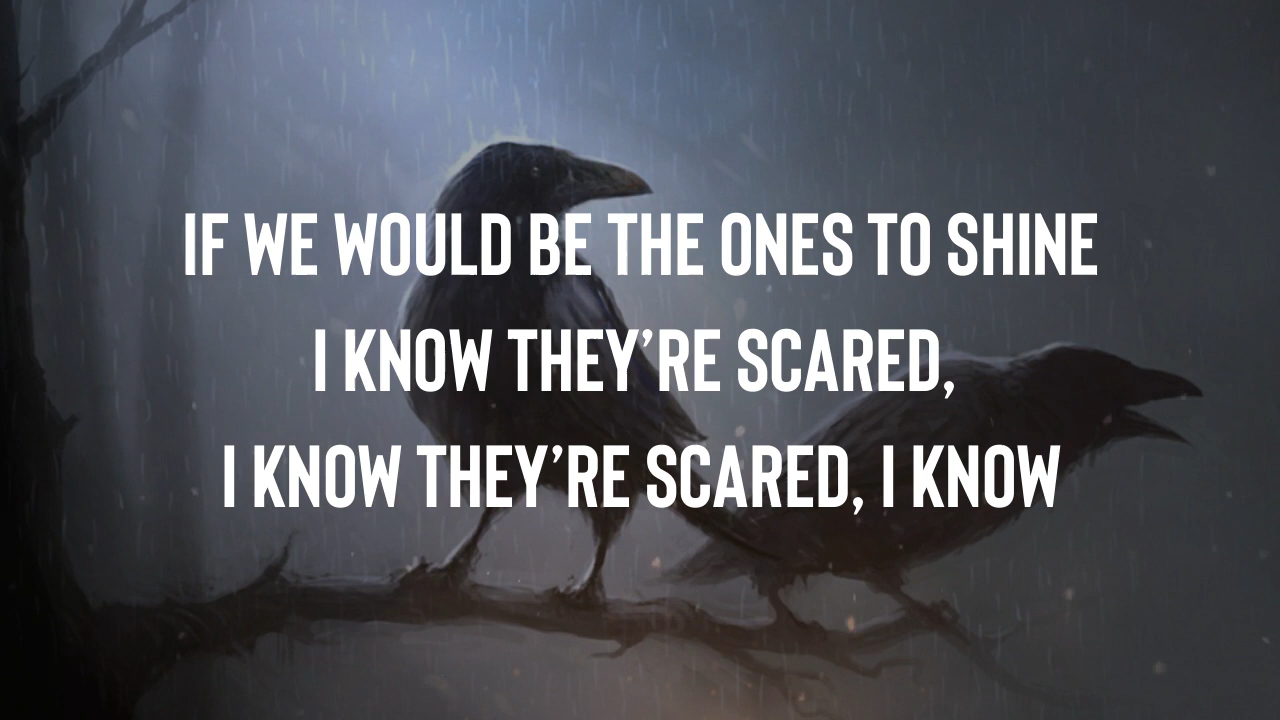 IF WE WOULD BE THE ONES TO SHINE
I KNOW THEY’RE SCARED,
I KNOW THEY’RE SCARED, I KNOW